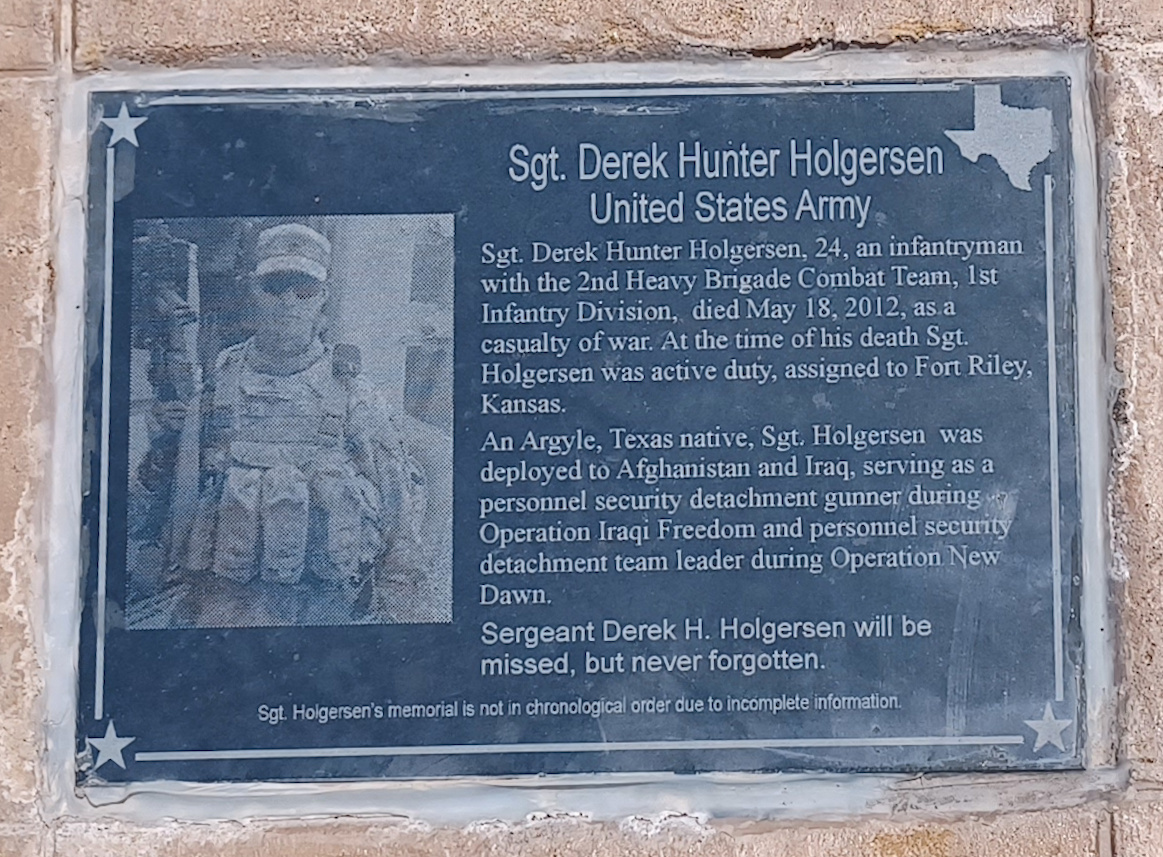 Sgt. Derek Hunter Holgersen
United States Army
Sgt. Derek Hunter Holgersen, 24, an infantryman
with the 2nd Heavy Brigade Combat Team, 1st
Infantry Division, died May 18, 2012, as a
casualty of war. At the time of his death Sgt.
Holgersen was active duty, assigned to Fort Riley,
Kansas.
An Argyle, Texas native, Sgt. Holgersen was
deployed to Afghanistan and Iraq, serving as a
personnel security detachment gunner during
Operation Iraqi Freedom and personnel security
detachment team leader during Operation New
Dawn.
Sergeant Derek H. Holgersen will be
missed, but never forgotten.
Sgt. Holgersen's memorial is not in chronological order due to incomplete information.